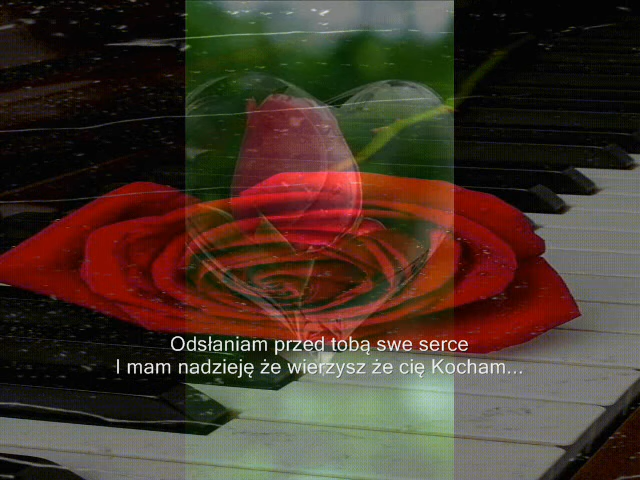 Odsłaniam przed tobą swe serce
I mam nadzieję że wierzysz że cię Kocham...